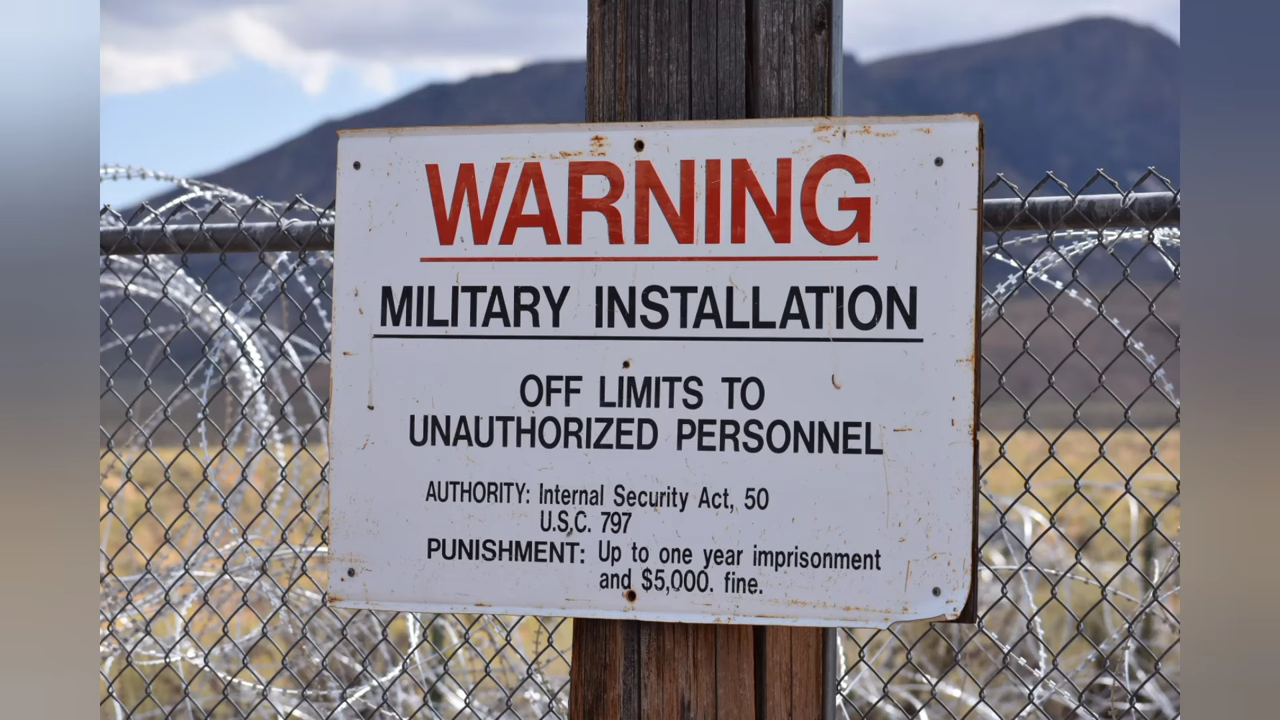 WARNING
MILITARY INSTALLATION
OFF LIMITS TO
UNAUTHORIZED PERSONNEL
AUTHORITY: Internal Security Act, 50
U.S.C. 797
PUNISHMENT: Up to one year imprisonment
and $5,000. fine.